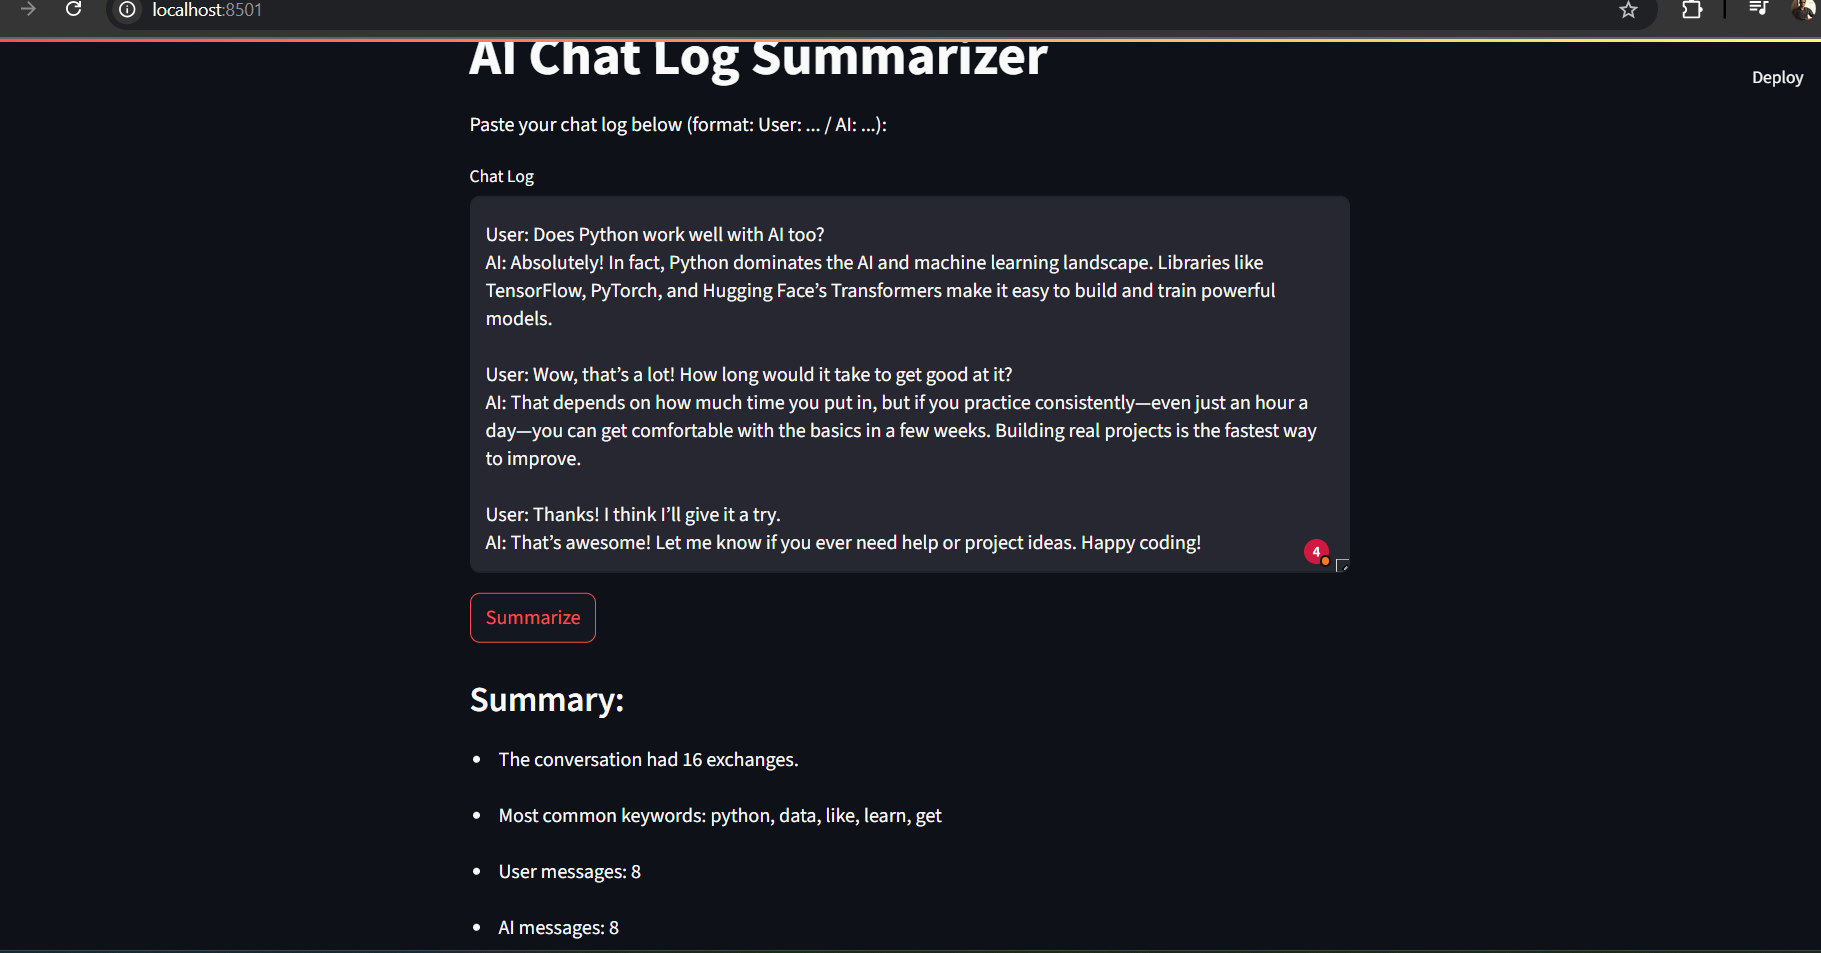 localhost:8501
AI Chat Log Summarizer
Deploy
Paste your chat log below (format: User: ... / AI: ...):
Chat Log
User: Does Python work well with AI too?
AI: Absolutely! In fact, Python dominates the AI and machine learning landscape. Libraries like
TensorFlow, PyTorch, and Hugging Face’s Transformers make it easy to build and train powerful
models.
User: Wow, that’s a lot! How long would it take to get good at it?
AI: That depends on how much time you put in, but if you practice consistently—even just an hour a
day—you can get comfortable with the basics in a few weeks. Building real projects is the fastest way
to improve.
User: Thanks! I think I’ll give it a try.
AI: That’s awesome! Let me know if you ever need help or project ideas. Happy coding!
4
Summarize
Summary:
• The conversation had 16 exchanges.
• Most common keywords: python, data, like, learn, get
• User messages: 8
• AI messages: 8